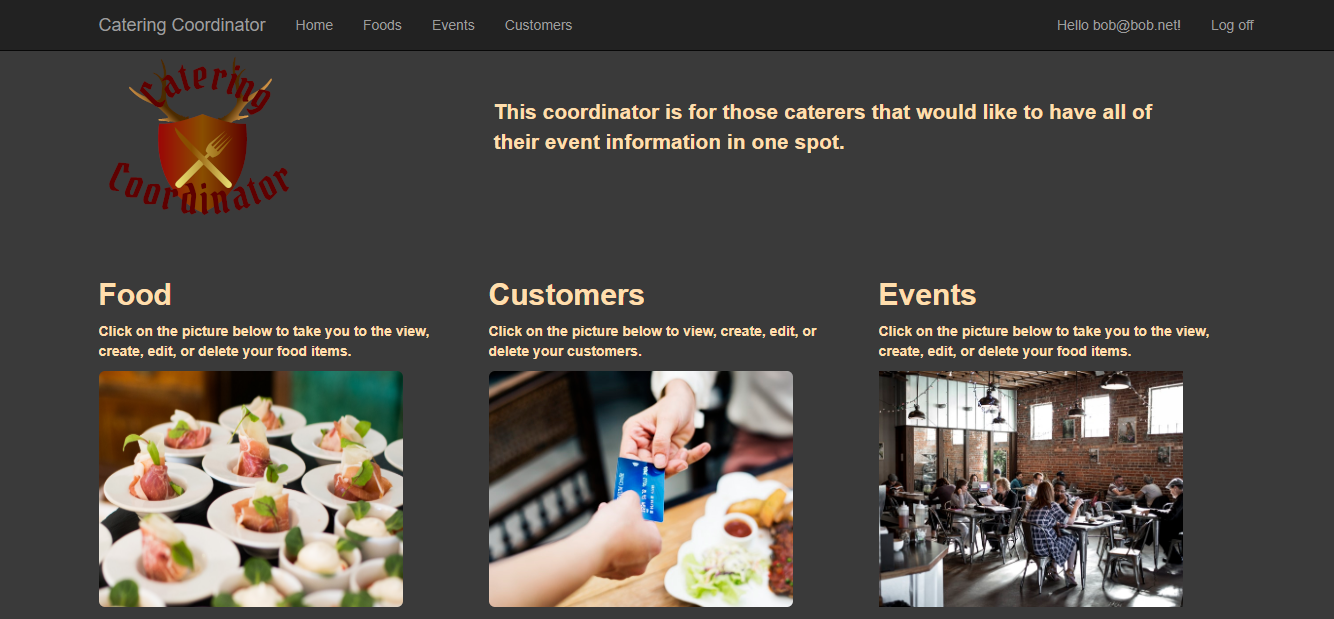 Catering Coordinator Home Foods Events Customers Hello bob@bob.net! Log off
Catering
Coordinator
This coordinator is for those caterers that would like to have all of
their event information in one spot.
Food
Click on the picture below to take you to the view,
create, edit, or delete your food items.
Customers
Click on the picture below to view, create, edit, or
delete your customers.
Events
Click on the picture below to take you to the view,
create, edit, or delete your food items.